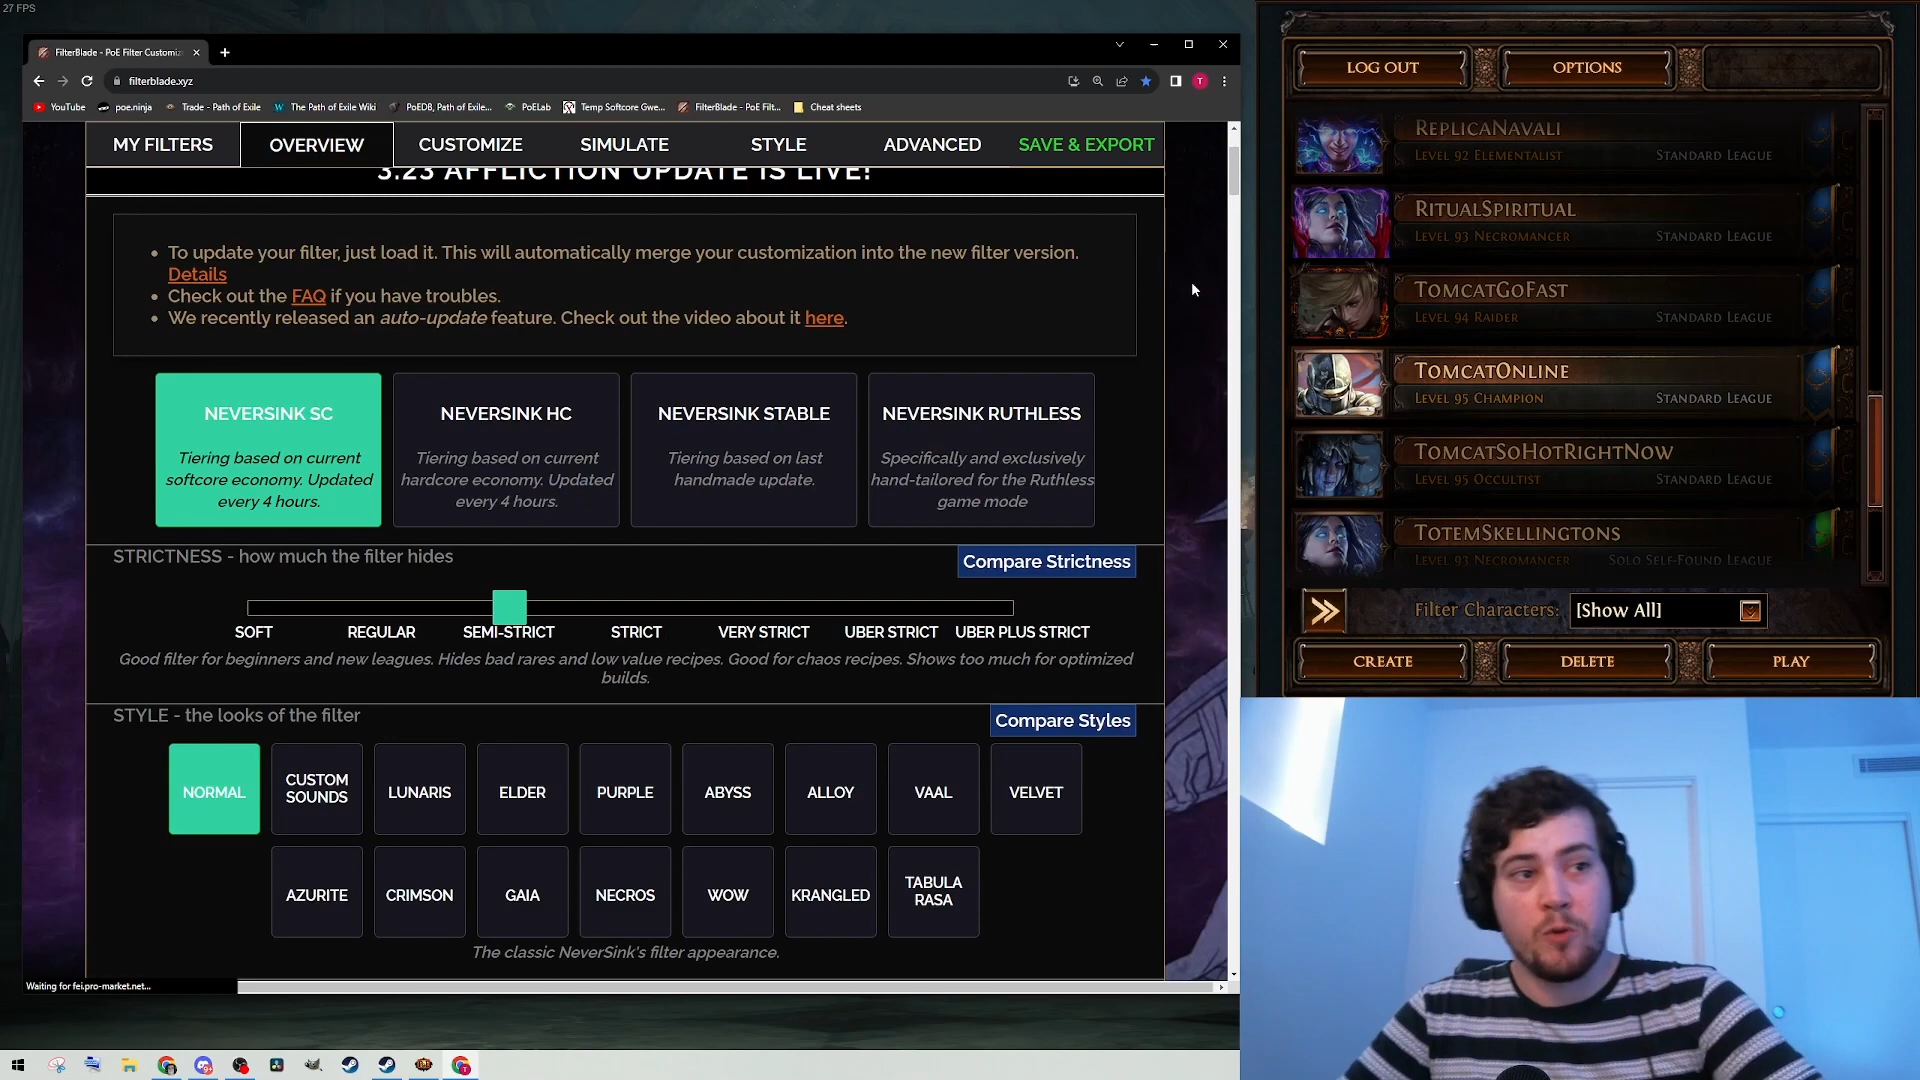 27 FPS
FilterBlade - PoE Filter Customiz
filterblade.xyz
YouTube
poe.ninja
Trade - Path of Exile
The Path of Exile Wiki
PoEDB, Path of Exile...
PoELab
Temp Softcore Gwe...
FilterBlade - PoE Filt...
Cheat sheets
MY FILTERS
OVERVIEW
CUSTOMIZE
SIMULATE
STYLE
ADVANCED
SAVE & EXPORT
3.23 AFFLICTION UPDATE IS LIVE!
• To update your filter, just load it. This will automatically merge your customization into the new filter version.
Details
• Check out the FAQ if you have troubles.
• We recently released an auto-update feature. Check out the video about it here.
NEVERSINK SC
Tiering based on current
softcore economy. Updated
every 4 hours.
NEVERSINK HC
Tiering based on current
hardcore economy. Updated
every 4 hours.
NEVERSINK STABLE
Tiering based on last
handmade update.
NEVERSINK RUTHLESS
Specifically and exclusively
hand-tailored for the Ruthless
game mode
STRICTNESS - how much the filter hides
Compare Strictness
SOFT
REGULAR
SEMI-STRICT
STRICT
VERY STRICT
UBER STRICT
UBER PLUS STRICT
Good filter for beginners and new leagues. Hides bad rares and low value recipes. Good for chaos recipes. Shows too much for optimized
builds.
STYLE - the looks of the filter
Compare Styles
NORMAL
CUSTOM
SOUNDS
LUNARIS
ELDER
PURPLE
ABYSS
ALLOY
VAAL
VELVET
AZURITE
CRIMSON
GAIA
NECROS
WOW
KRANGLED
TABULA
RASA
The classic NeverSink's filter appearance.
Waiting for fei.pro-market.net...
LOG OUT
OPTIONS
REPLICANAVALI
LEVEL 92 ELEMENTALIST
STANDARD LEAGUE
RITUALSPIRITUAL
LEVEL 93 NECROMANCER
STANDARD LEAGUE
TOMCATGOFAST
LEVEL 94 RAIDER
STANDARD LEAGUE
TOMCATONLINE
LEVEL 95 CHAMPION
STANDARD LEAGUE
TOMCATSOHOTRIGHTNOW
LEVEL 95 OCCULTIST
STANDARD LEAGUE
TOTEMSKELLINGTONS
LEVEL 93 NECROMANCER
SOLO SELF-FOUND LEAGUE
Filter Characters:
[Show All]
CREATE
DELETE
PLAY